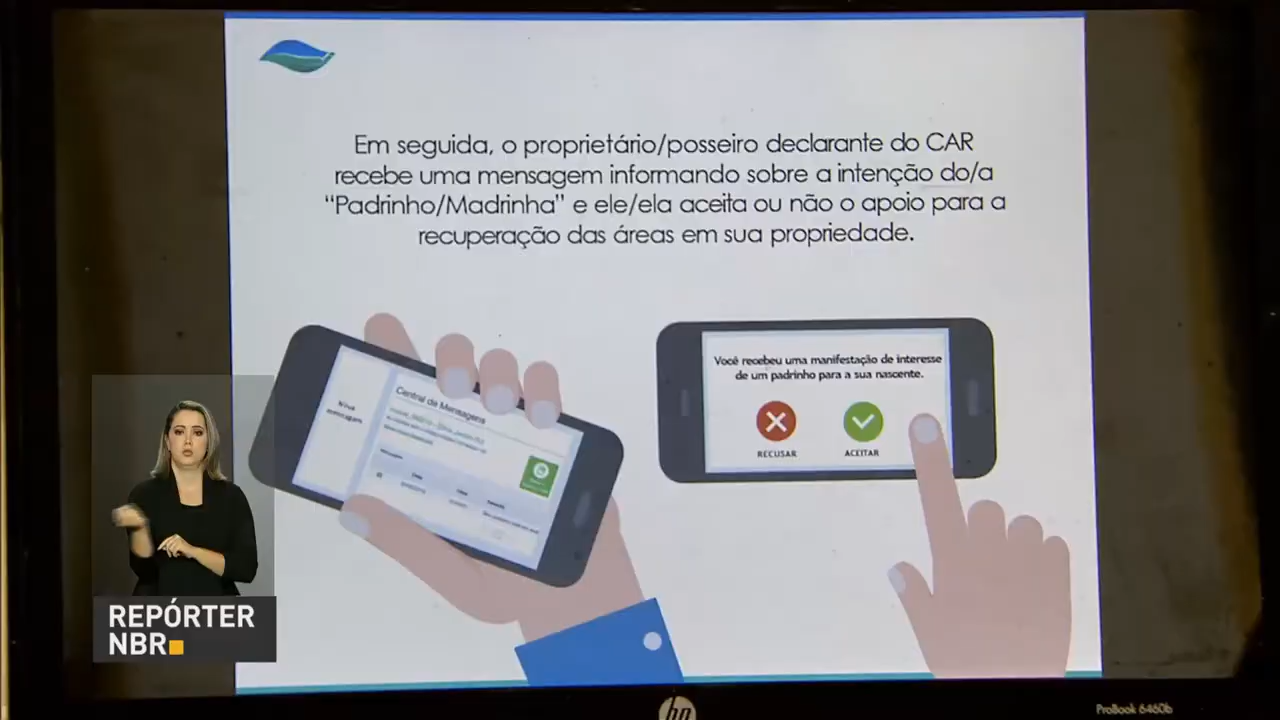 Em seguida, o proprietário/posseiro declarante do CAR
recebe uma mensagem informando sobre a intenção do/a
“Padrinho/Madrinha” e ele/ela aceita ou não o apoio para a
recuperação das áreas em sua propriedade.
Central de Mensagens
Você recebeu uma manifestação de interesse
de um padrinho para a sua nascente.
RECUSAR
ACEITAR
REPÓRTER
NBR
hp
ProBook 6460b